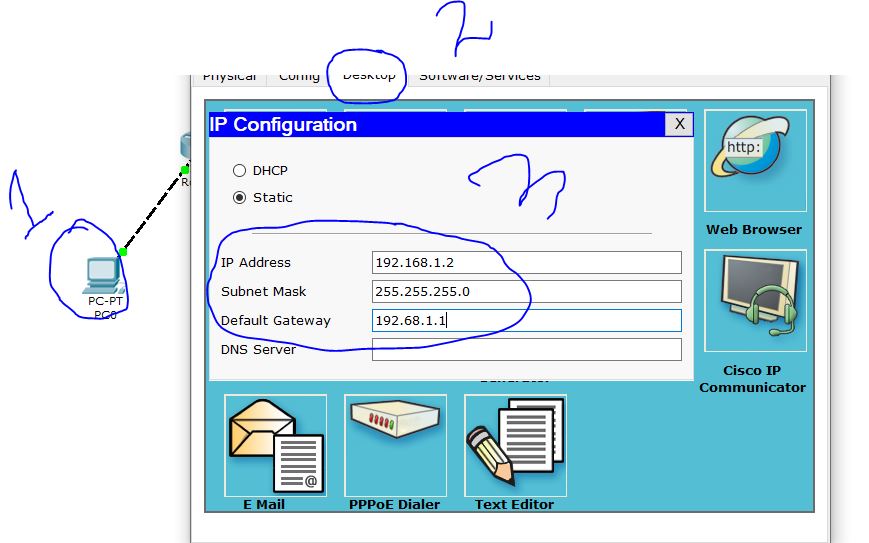 2
Physical Config Desktop Software/Services
IP Configuration X
DHCP
Static
3
IP Address 192.168.1.2
Subnet Mask 255.255.255.0
Default Gateway 192.68.1.1
DNS Server
http:
Web Browser
Cisco IP
Communicator
1
PC-PT
PC0
E Mail
PPPoE Dialer
Text Editor